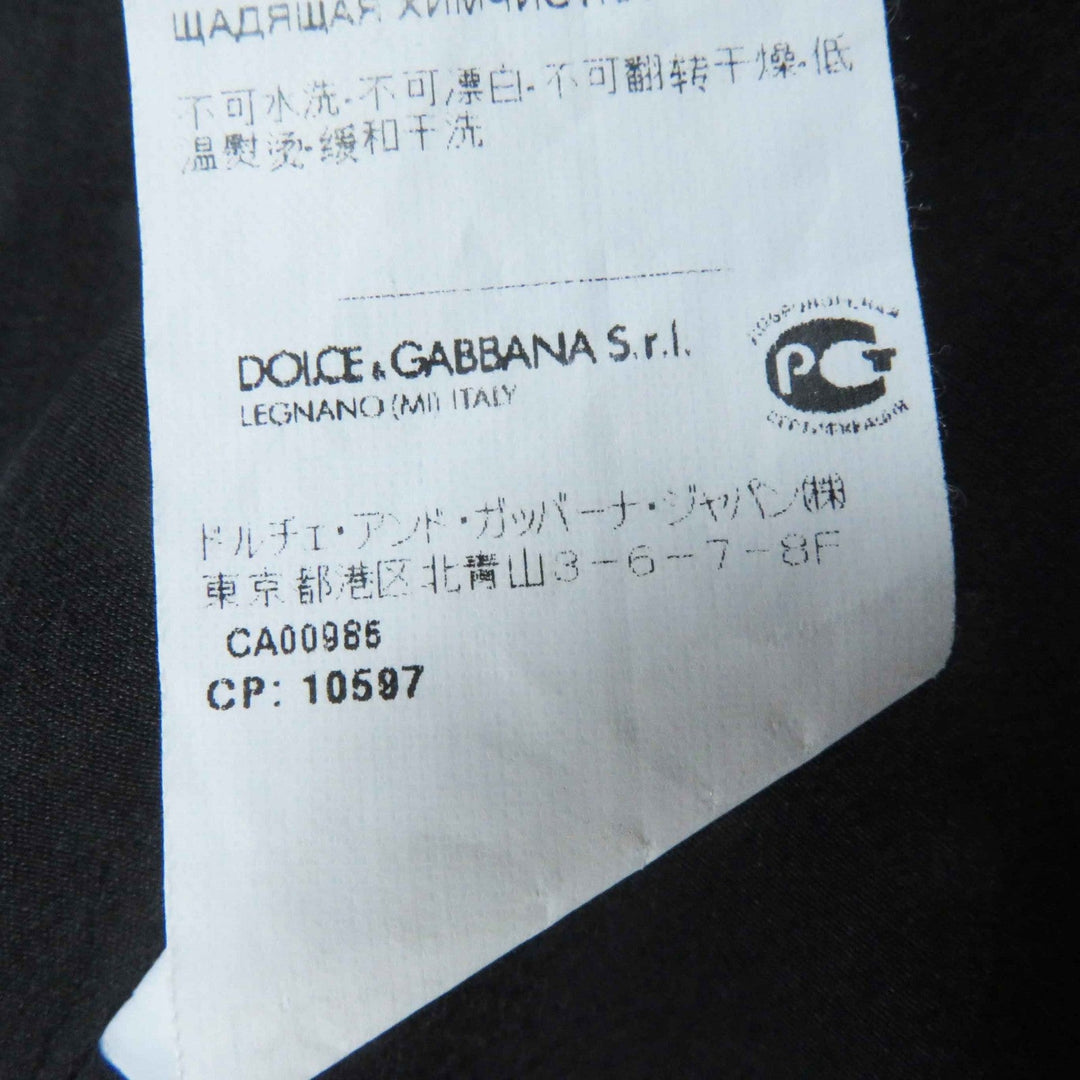 ЩАДЯЩАЯ ХИМЧИСТКА
不可水洗-不可漂白-不可翻转干燥-低
温熨烫-缓和干洗
DOLCE & GABBANA S.r.l.
LEGNANO (MI) ITALY
РСТ
ドルチェ・アンド・ガッバーナ・ジャパン(株)
東京都港区北青山3-6-7-8F
CA00986
CP: 10597